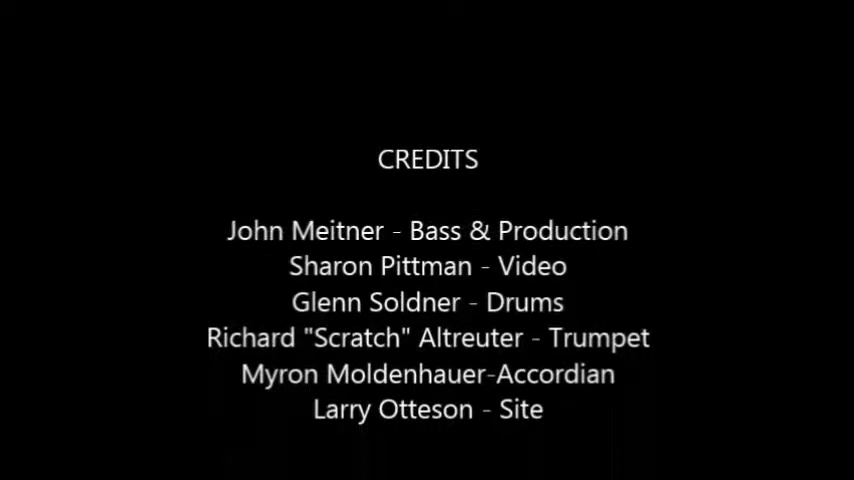 CREDITS
John Meitner - Bass & Production
Sharon Pittman - Video
Glenn Soldner - Drums
Richard "Scratch" Altreuter - Trumpet
Myron Moldenhauer-Accordian
Larry Otteson - Site